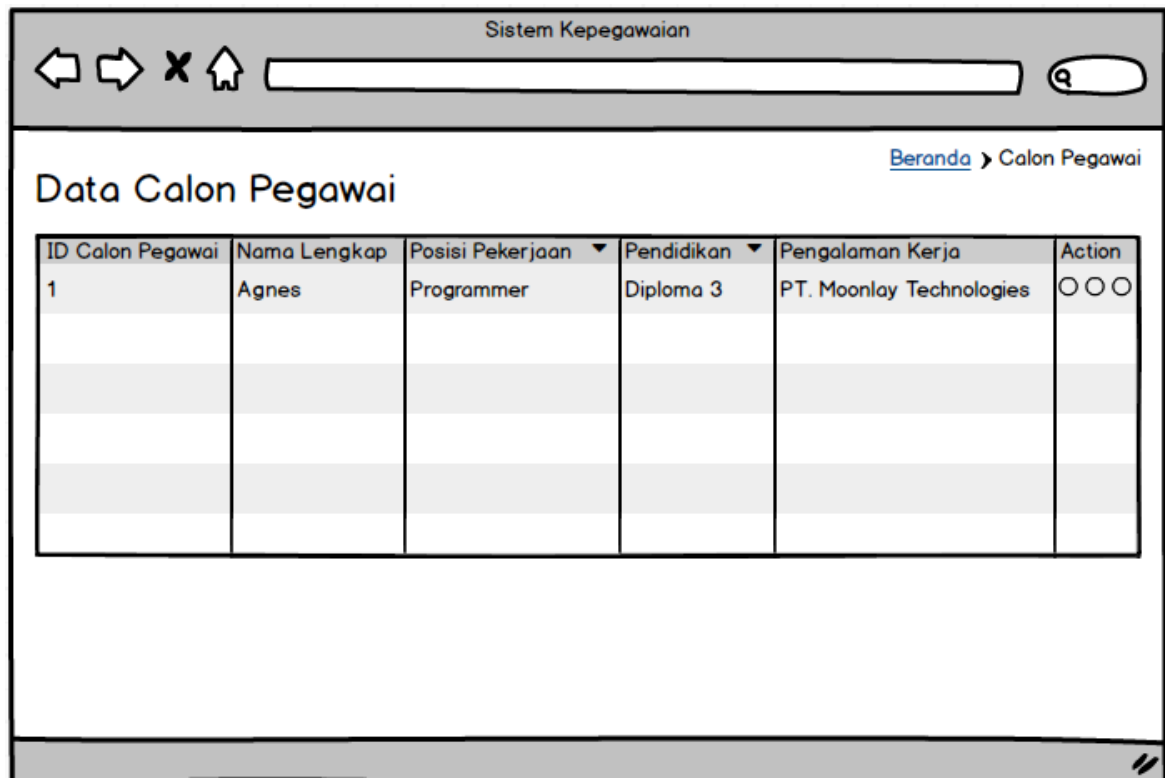 Sistem Kepegawaian
Beranda > Calon Pegawai
Data Calon Pegawai
ID Calon Pegawai Nama Lengkap Posisi Pekerjaan Pendidikan Pengalaman Kerja Action
1 Agnes Programmer Diploma 3 PT. Moonlay Technologies